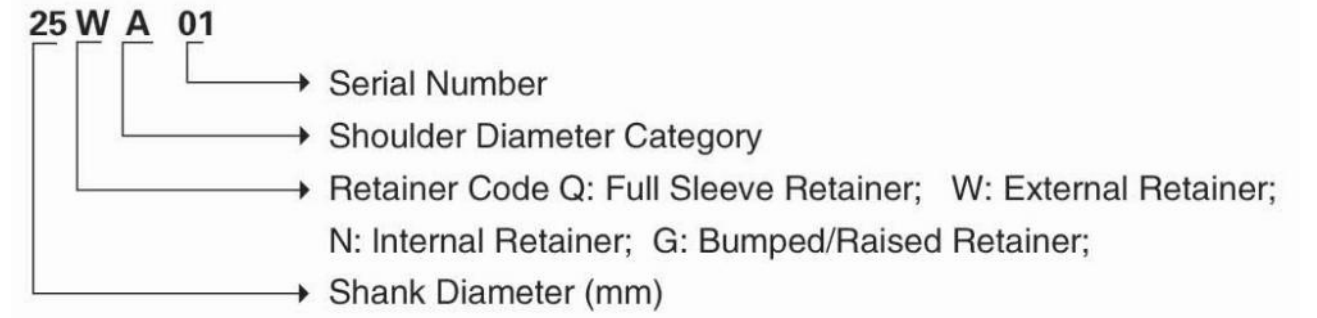 25 W A 01
Serial Number
Shoulder Diameter Category
Retainer Code Q: Full Sleeve Retainer; W: External Retainer;
N: Internal Retainer; G: Bumped/Raised Retainer;
Shank Diameter (mm)